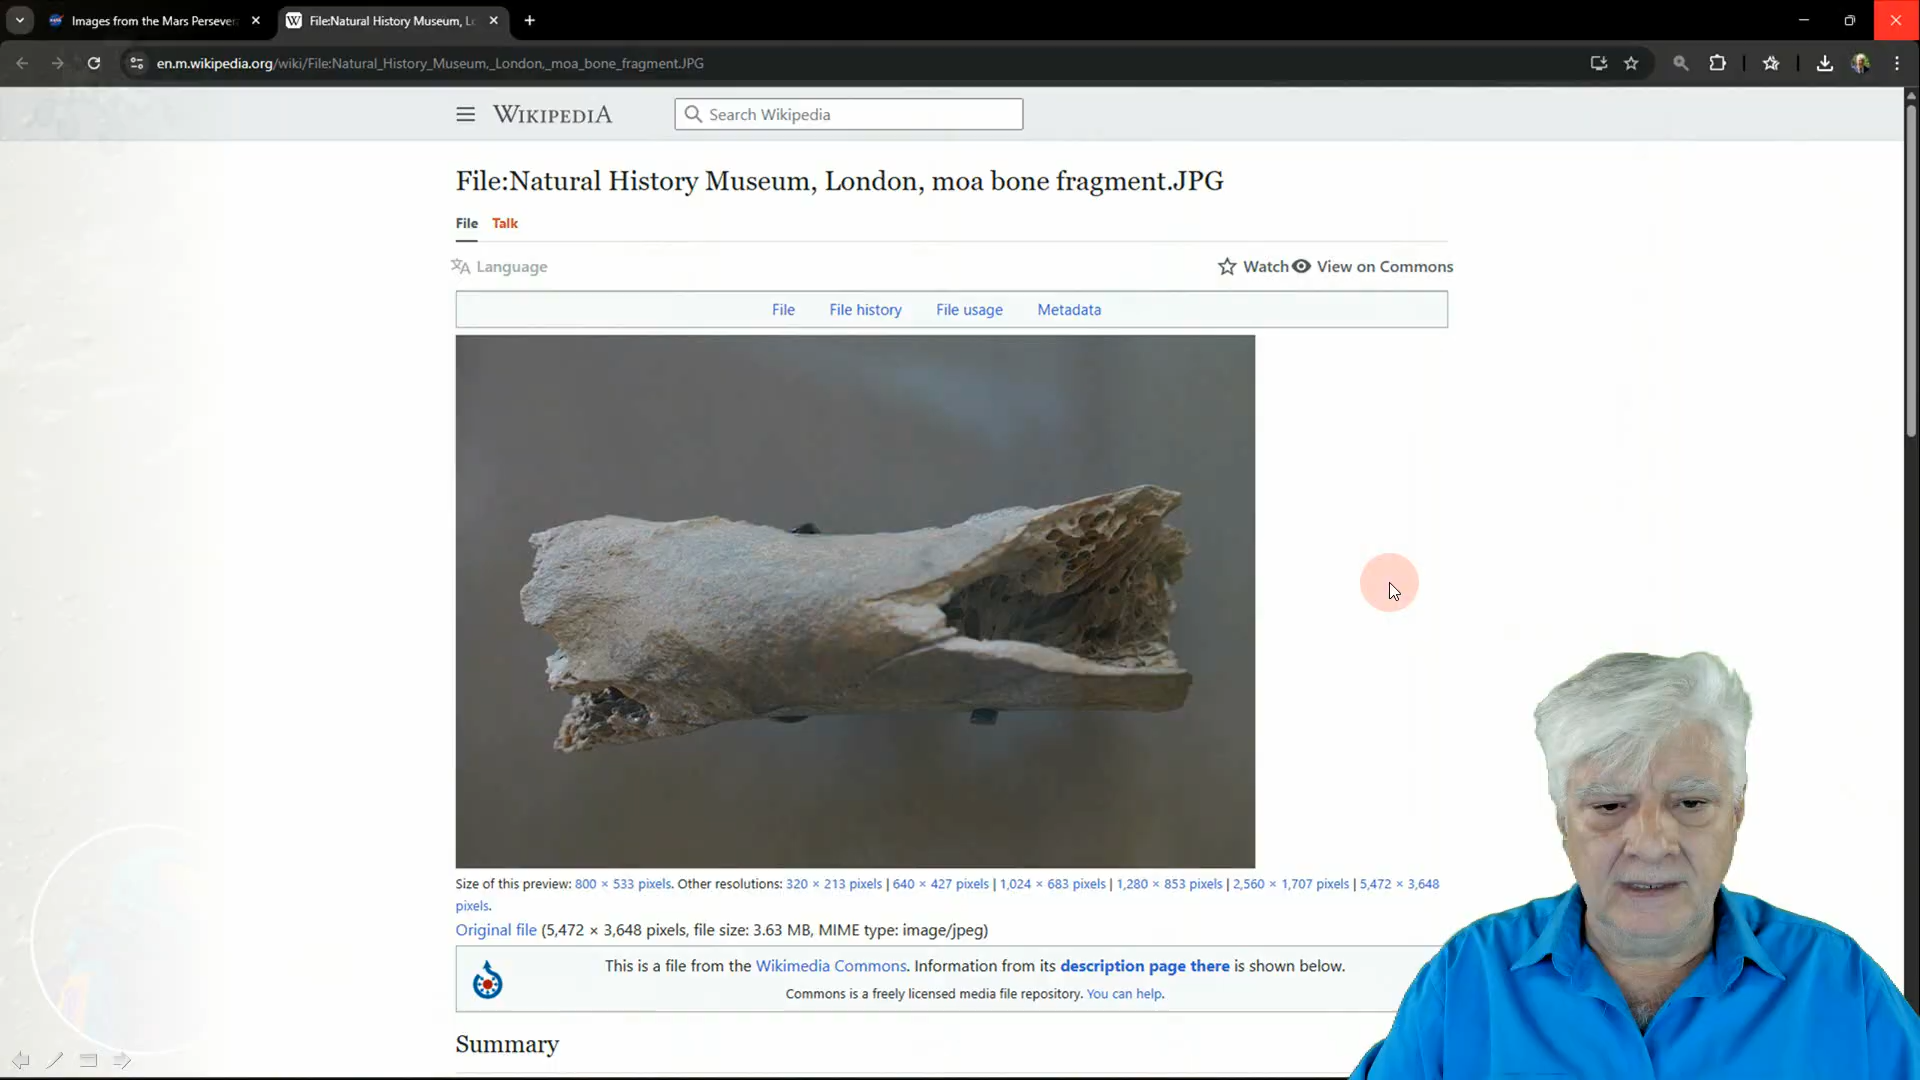 Images from the Mars Persever
File:Natural History Museum, Lo
en.m.wikipedia.org/wiki/File:Natural_History_Museum,_London,_moa_bone_fragment.JPG
WIKIPEDIA
Search Wikipedia
File:Natural History Museum, London, moa bone fragment.JPG
File Talk
Language
Watch View on Commons
File File history File usage Metadata
Size of this preview: 800 × 533 pixels. Other resolutions: 320 × 213 pixels | 640 × 427 pixels | 1,024 × 683 pixels | 1,280 × 853 pixels | 2,560 × 1,707 pixels | 5,472 × 3,648
pixels.
Original file (5,472 × 3,648 pixels, file size: 3.63 MB, MIME type: image/jpeg)
This is a file from the Wikimedia Commons. Information from its description page there is shown below.
Commons is a freely licensed media file repository. You can help.
Summary